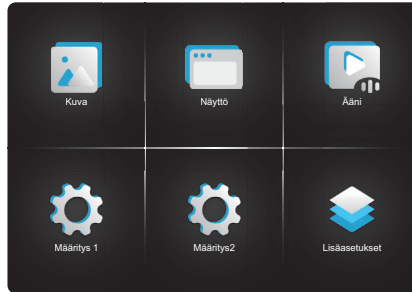 Kuva
Näyttö
Ääni
Määritys 1
Määritys2
Lisäasetukset